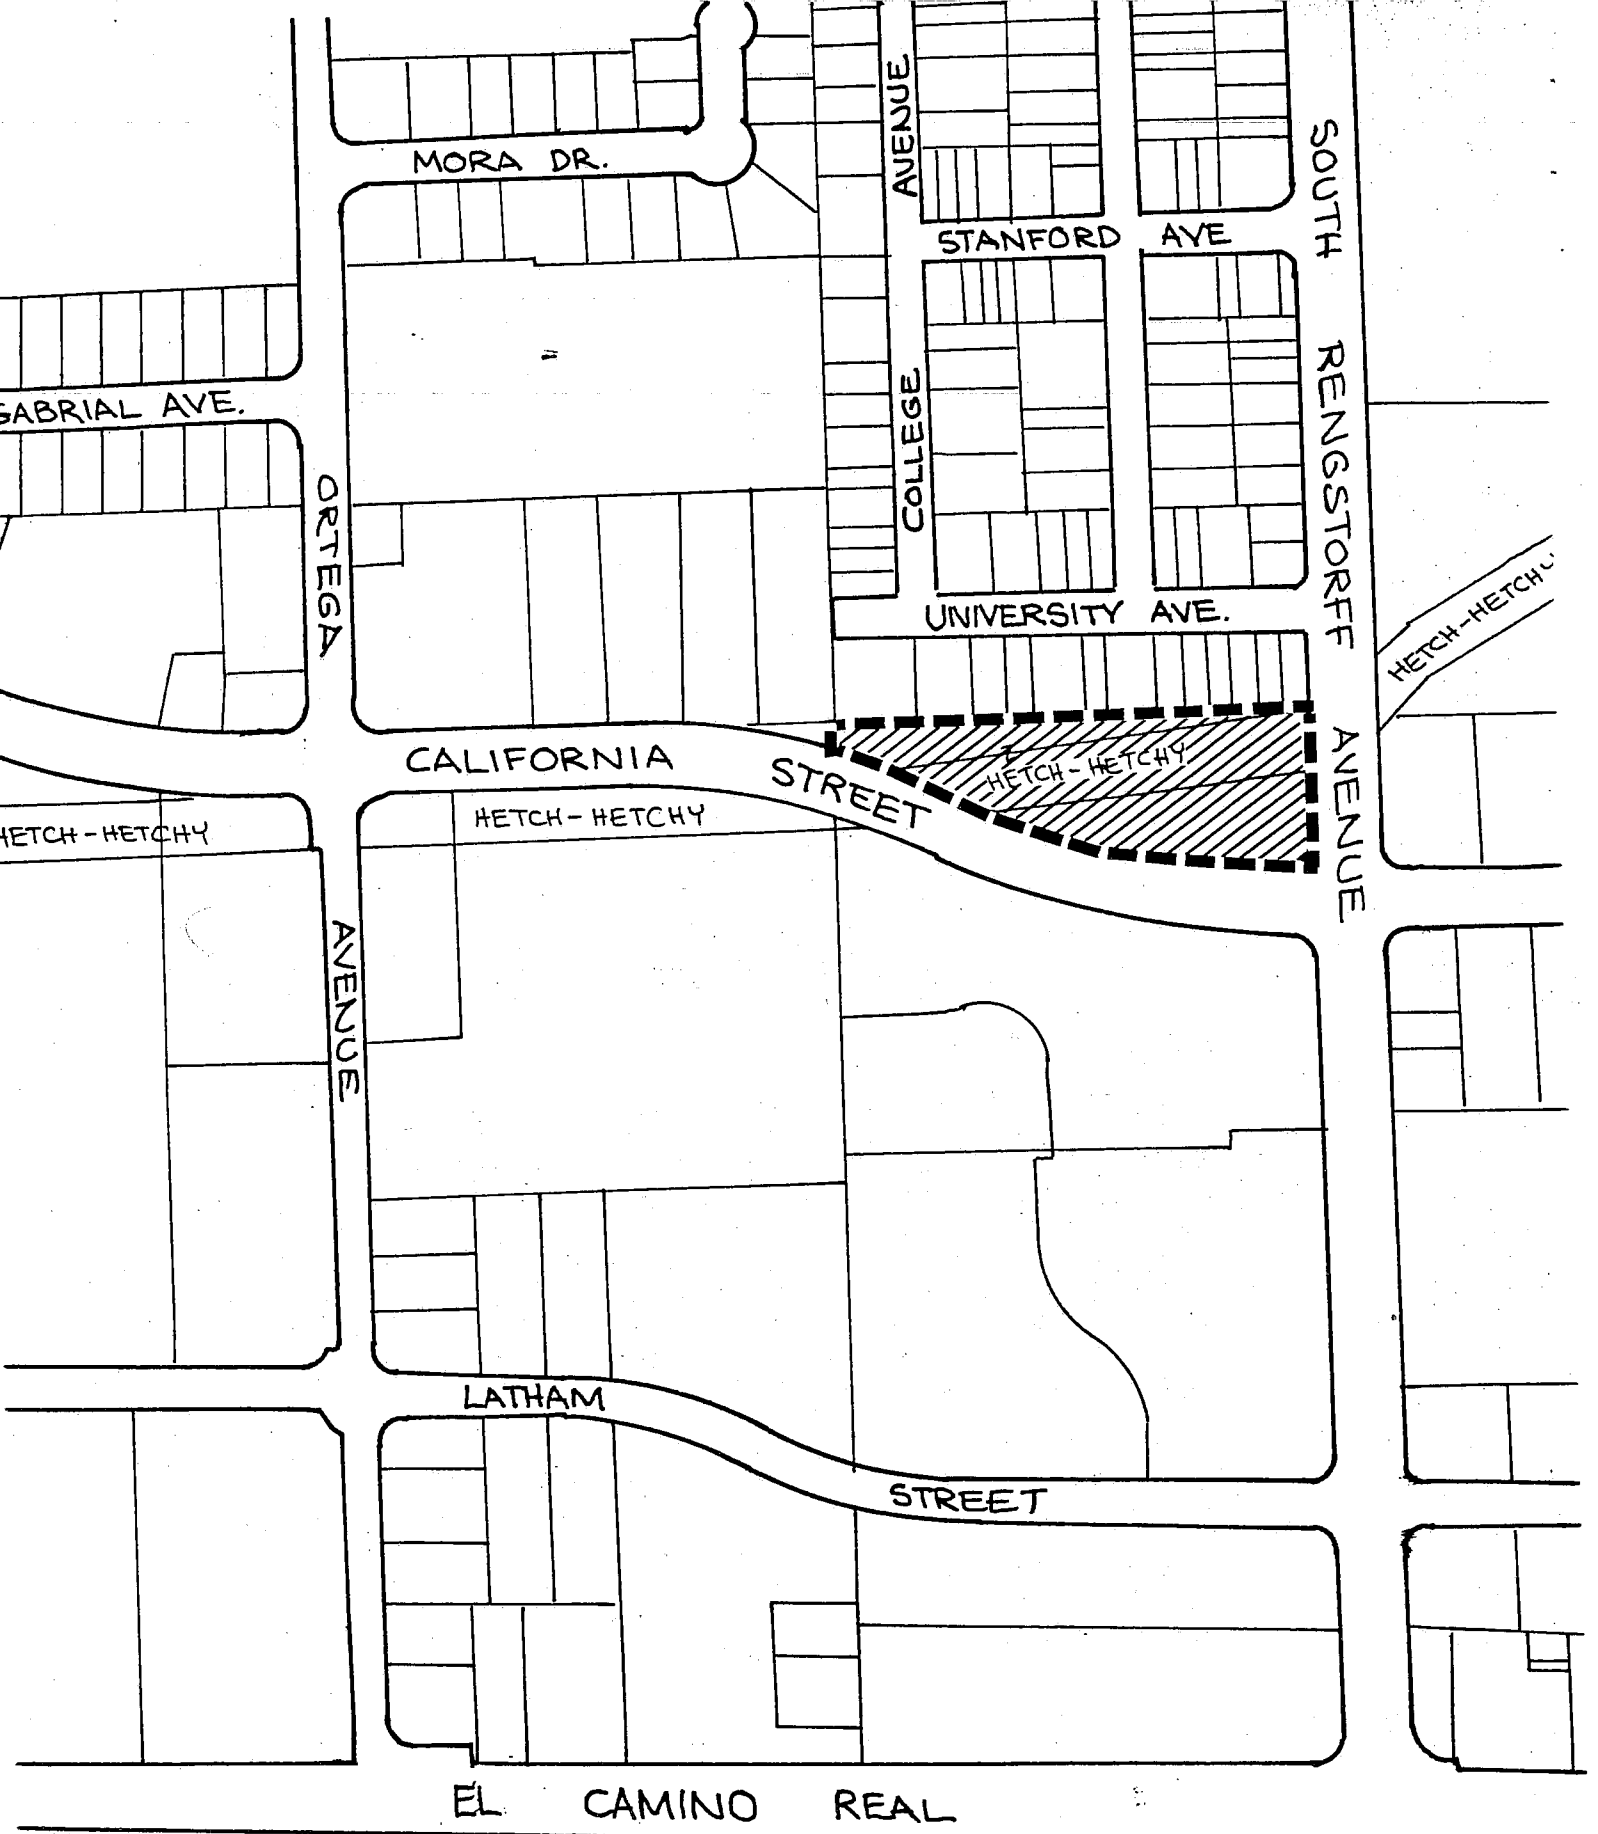 MORA DR.
AVENUE
STANFORD AVE
SOUTH RENGSTORFF AVENUE
GABRIAL AVE.
COLLEGE
ORTEGA
UNIVERSITY AVE.
HETCH-HETCHY
CALIFORNIA STREET
HETCH-HETCHY
HETCH-HETCHY
HETCH-HETCHY
AVENUE
LATHAM STREET
EL CAMINO REAL